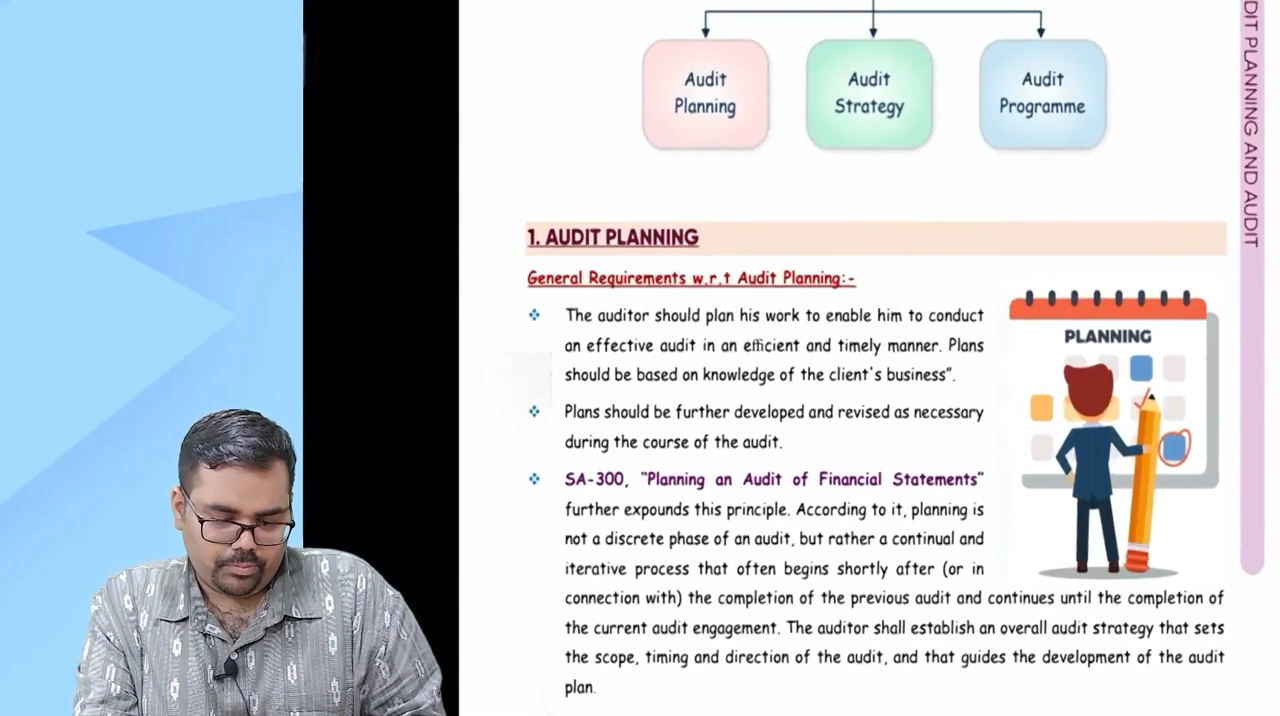 Audit
Planning
Audit
Strategy
Audit
Programme
DIT PLANNING AND AUDIT
1. AUDIT PLANNING
General Requirements w.r.t Audit Planning:-
The auditor should plan his work to enable him to conduct
an effective audit in an efficient and timely manner. Plans
should be based on knowledge of the client's business”.
Plans should be further developed and revised as necessary
during the course of the audit.
SA-300, “Planning an Audit of Financial Statements”
further expounds this principle. According to it, planning is
not a discrete phase of an audit, but rather a continual and
iterative process that often begins shortly after (or in
connection with) the completion of the previous audit and continues until the completion of
the current audit engagement. The auditor shall establish an overall audit strategy that sets
the scope, timing and direction of the audit, and that guides the development of the audit
plan.
PLANNING